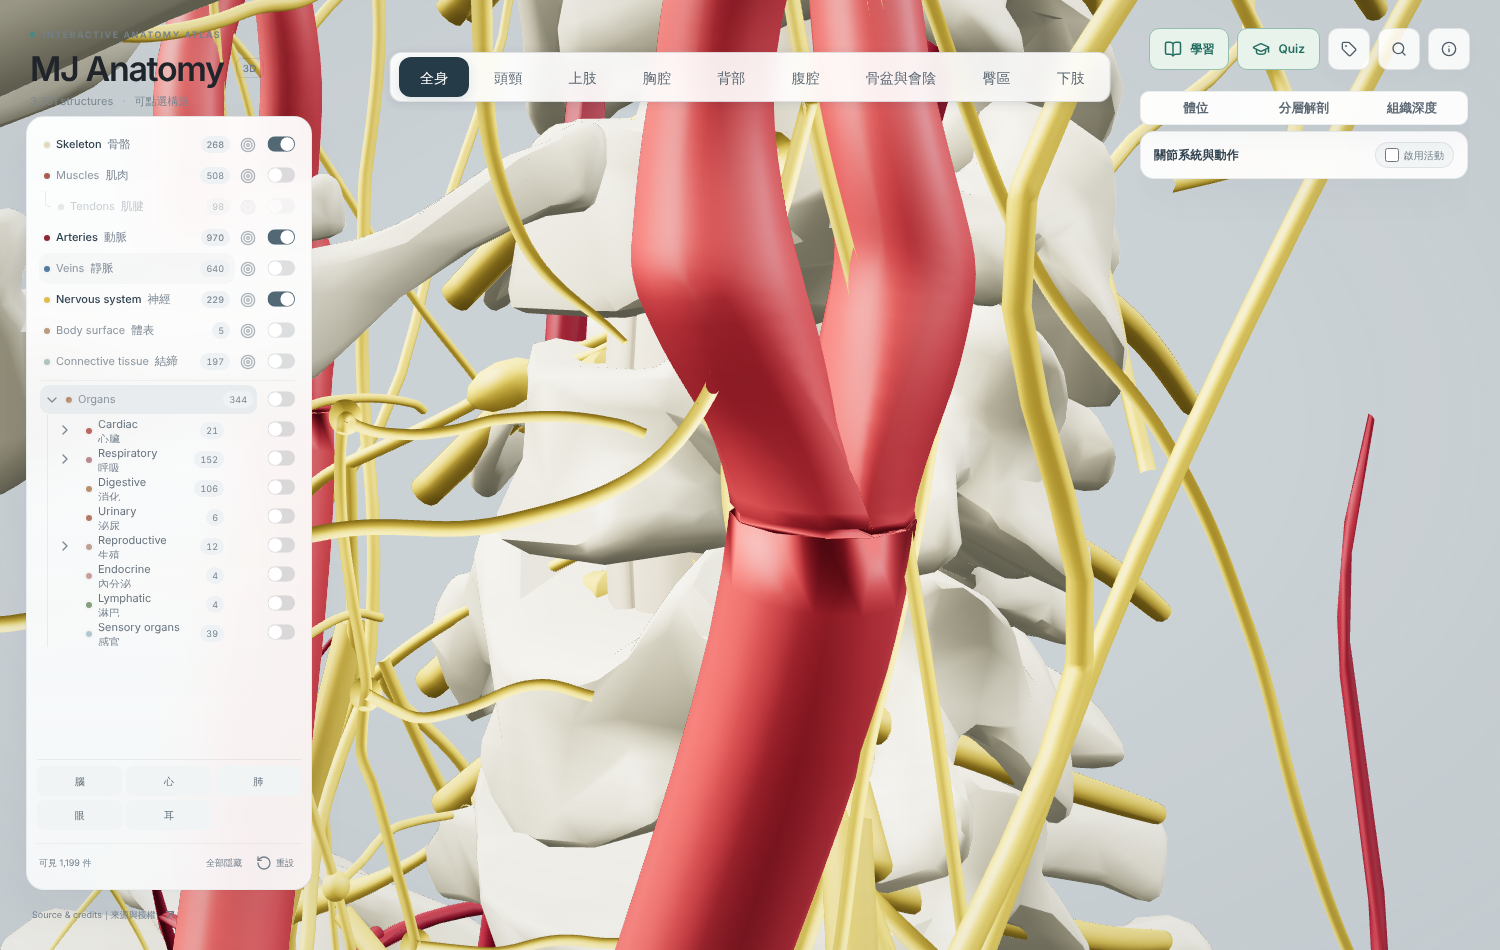 INTERACTIVE ANATOMY ATLAS
MJ Anatomy 3D
structures · 可點選構造
全身 頭頸 上肢 胸腔 背部 腹腔 骨盆與會陰 臀區 下肢
學習 Quiz
體位 分層解剖 組織深度
關節系統與動作 啟用活動
Skeleton 骨骼 268
Muscles 肌肉 508
Tendons 肌腱 98
Arteries 動脈 970
Veins 靜脈 640
Nervous system 神經 229
Body surface 體表 5
Connective tissue 結締 197
Organs 344
Cardiac 21
心臟
Respiratory 152
呼吸
Digestive 106
消化
Urinary 6
泌尿
Reproductive 12
生殖
Endocrine 4
內分泌
Lymphatic 4
淋巴
Sensory organs 39
感官
腦 心 肺
眼 耳
可見 1,199 件 全部隱藏 重設
Source & credits | 來源與授權